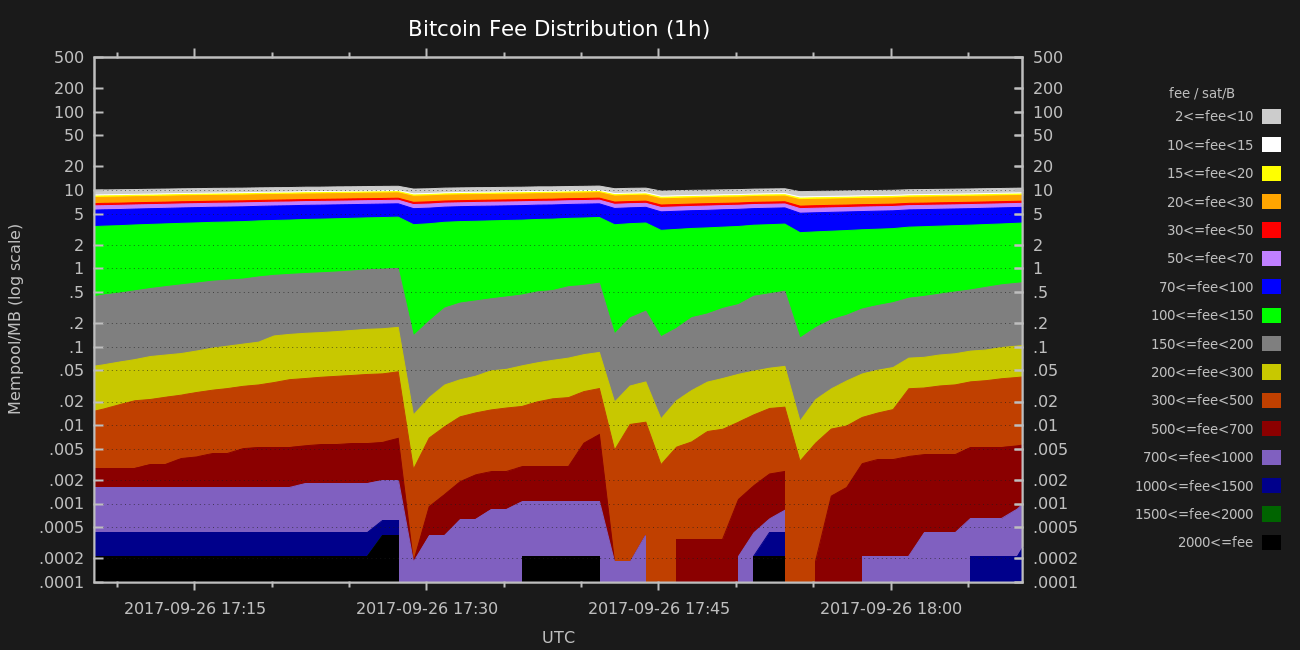 Bitcoin Fee Distribution (1h)
500
200
100
50
20
10
5
2
1
.5
.2
.1
.05
.02
.01
.005
.002
.001
.0005
.0002
.0001
Mempool/MB (log scale)
500
200
100
50
20
10
5
2
1
.5
.2
.1
.05
.02
.01
.005
.002
.001
.0005
.0002
.0001
2017-09-26 17:15
2017-09-26 17:30
2017-09-26 17:45
2017-09-26 18:00
UTC
fee / sat/B
2<=fee<10
10<=fee<15
15<=fee<20
20<=fee<30
30<=fee<50
50<=fee<70
70<=fee<100
100<=fee<150
150<=fee<200
200<=fee<300
300<=fee<500
500<=fee<700
700<=fee<1000
1000<=fee<1500
1500<=fee<2000
2000<=fee